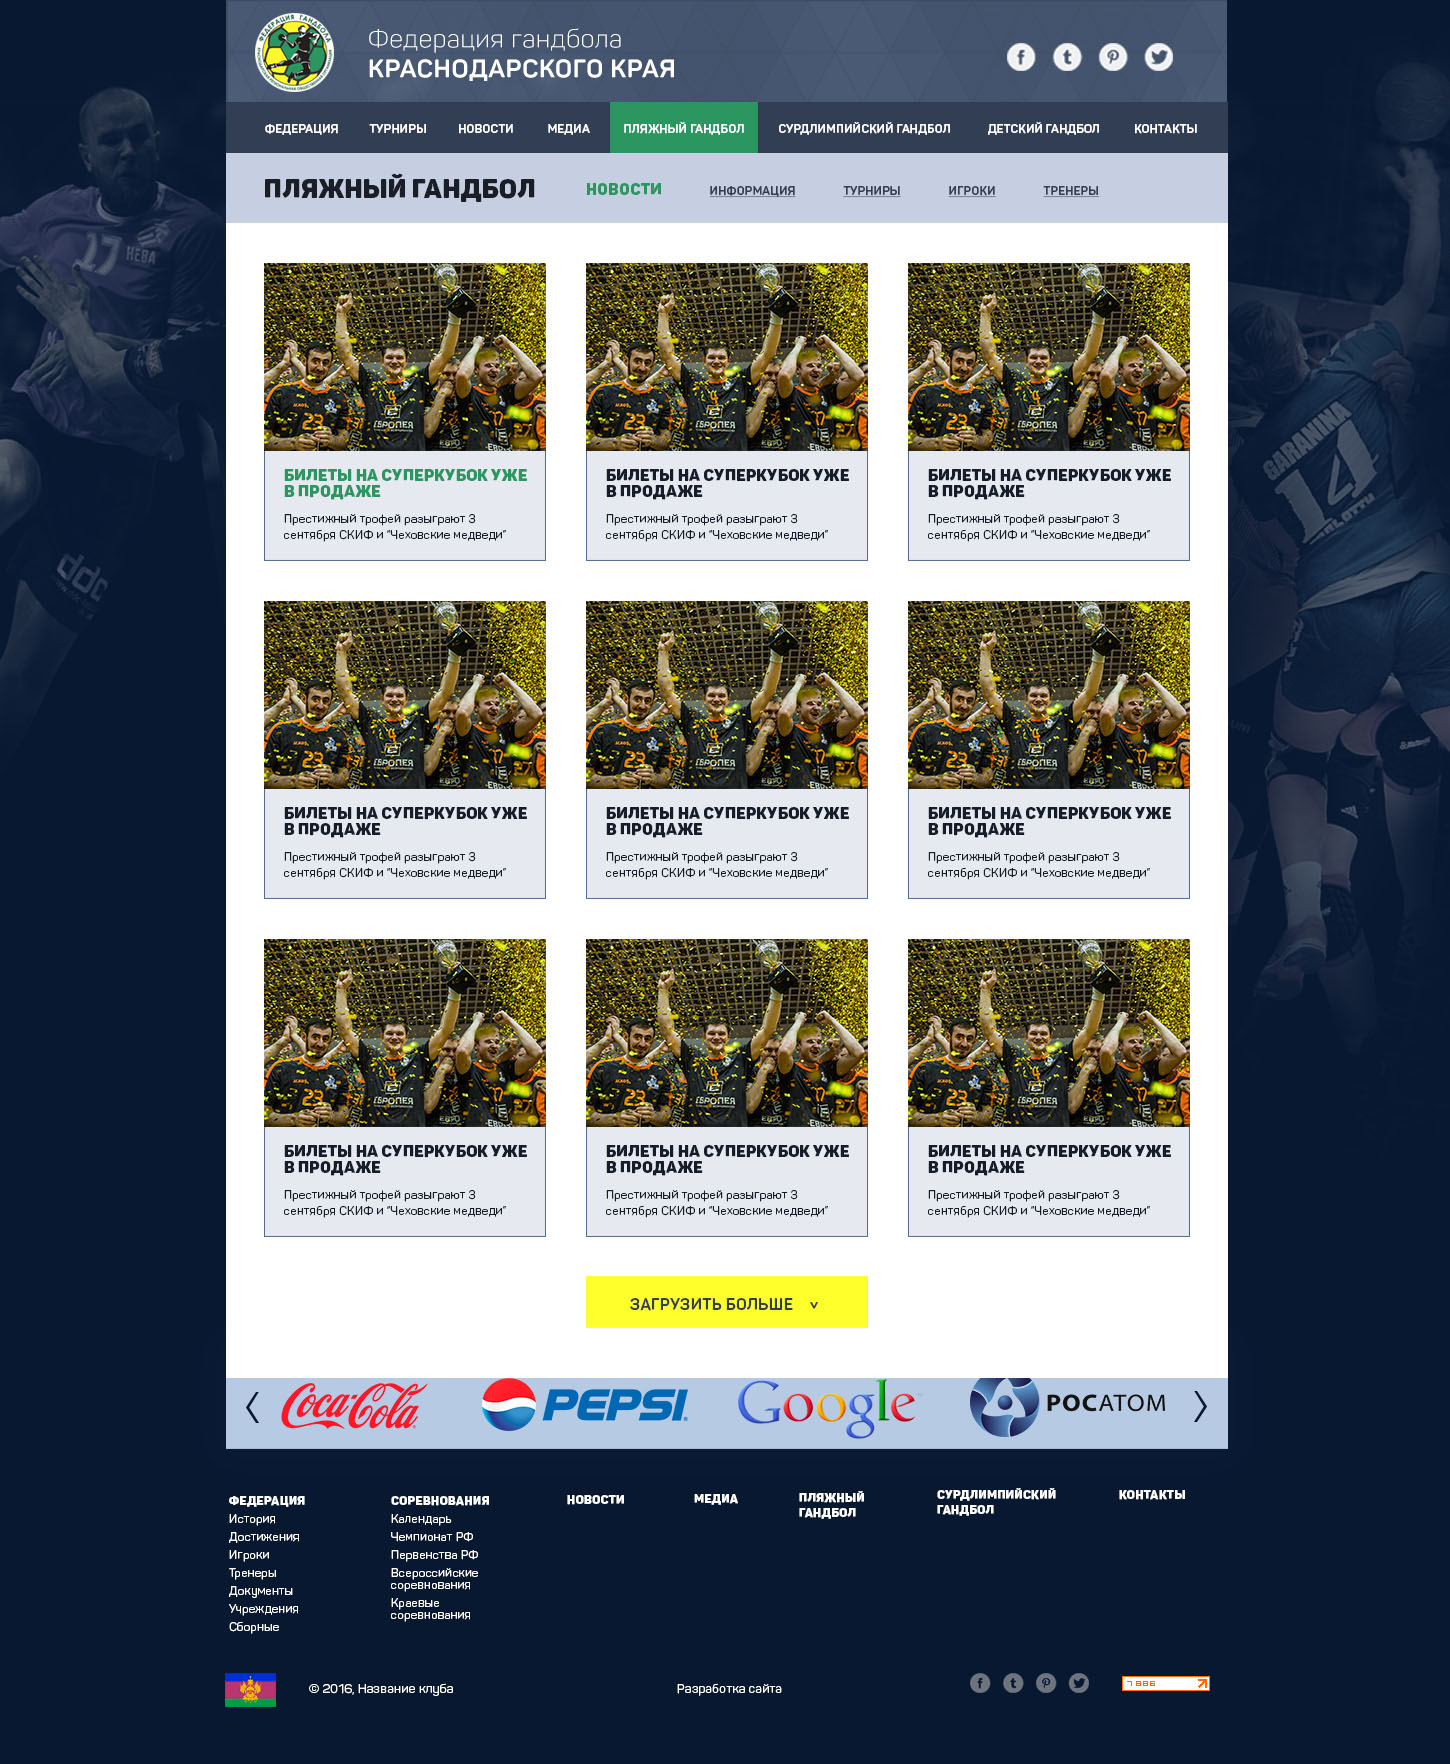 Федерация гандбола
КРАСНОДАРСКОГО КРАЯ
ФЕДЕРАЦИЯ ТУРНИРЫ НОВОСТИ МЕДИА ПЛЯЖНЫЙ ГАНДБОЛ СУРДЛИМПИЙСКИЙ ГАНДБОЛ ДЕТСКИЙ ГАНДБОЛ КОНТАКТЫ
ПЛЯЖНЫЙ ГАНДБОЛ НОВОСТИ ИНФОРМАЦИЯ ТУРНИРЫ ИГРОКИ ТРЕНЕРЫ
17 НЕВА
GARANINA
14
ddc
БИЛЕТЫ НА СУПЕРКУБОК УЖЕ
В ПРОДАЖЕ
Престижный трофей разыграют 3
сентября СКИФ и "Чеховские медведи"
БИЛЕТЫ НА СУПЕРКУБОК УЖЕ
В ПРОДАЖЕ
Престижный трофей разыграют 3
сентября СКИФ и "Чеховские медведи"
БИЛЕТЫ НА СУПЕРКУБОК УЖЕ
В ПРОДАЖЕ
Престижный трофей разыграют 3
сентября СКИФ и "Чеховские медведи"
БИЛЕТЫ НА СУПЕРКУБОК УЖЕ
В ПРОДАЖЕ
Престижный трофей разыграют 3
сентября СКИФ и "Чеховские медведи"
БИЛЕТЫ НА СУПЕРКУБОК УЖЕ
В ПРОДАЖЕ
Престижный трофей разыграют 3
сентября СКИФ и "Чеховские медведи"
БИЛЕТЫ НА СУПЕРКУБОК УЖЕ
В ПРОДАЖЕ
Престижный трофей разыграют 3
сентября СКИФ и "Чеховские медведи"
БИЛЕТЫ НА СУПЕРКУБОК УЖЕ
В ПРОДАЖЕ
Престижный трофей разыграют 3
сентября СКИФ и "Чеховские медведи"
БИЛЕТЫ НА СУПЕРКУБОК УЖЕ
В ПРОДАЖЕ
Престижный трофей разыграют 3
сентября СКИФ и "Чеховские медведи"
БИЛЕТЫ НА СУПЕРКУБОК УЖЕ
В ПРОДАЖЕ
Престижный трофей разыграют 3
сентября СКИФ и "Чеховские медведи"
ЗАГРУЗИТЬ БОЛЬШЕ
Coca-Cola PEPSI Google РОСАТОМ
ФЕДЕРАЦИЯ
История
Достижения
Игроки
Тренеры
Документы
Учреждения
Сборные
СОРЕВНОВАНИЯ
Календарь
Чемпионат РФ
Первенства РФ
Всероссийские
соревнования
Краевые
соревнования
НОВОСТИ
МЕДИА
ПЛЯЖНЫЙ
ГАНДБОЛ
СУРДЛИМПИЙСКИЙ
ГАНДБОЛ
КОНТАКТЫ
© 2016, Название клуба
Разработка сайта